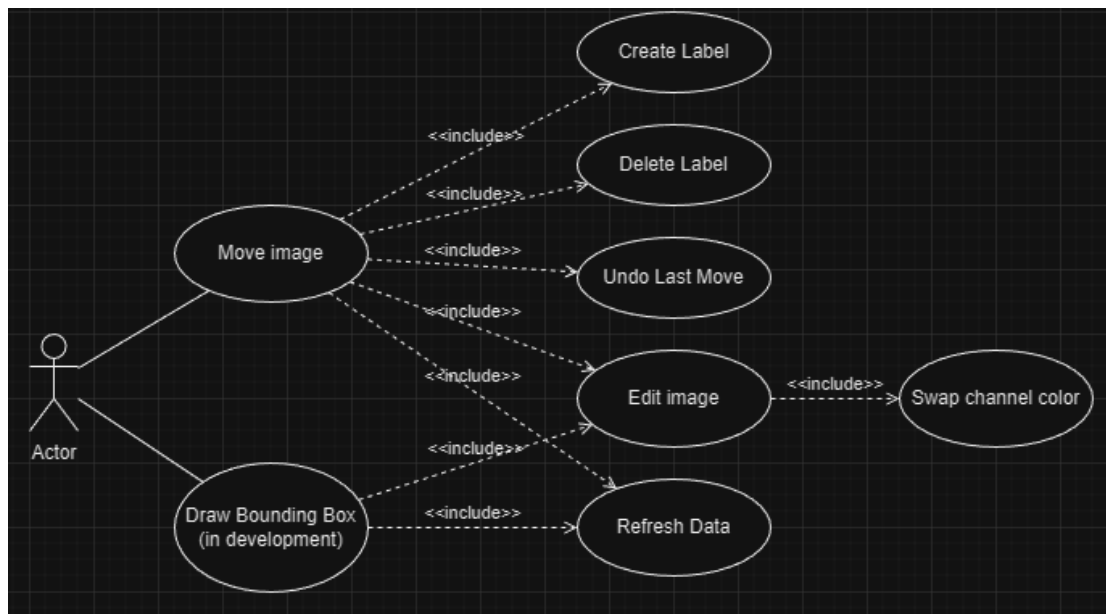 Create Label
<<include>>
Delete Label
<<include>>
Move image
<<include>>
Undo Last Move
<<include>>
<<include>>
Edit image
<<include>>
Swap channel color
Actor
<<include>>
Draw Bounding Box
(in development)
<<include>>
Refresh Data